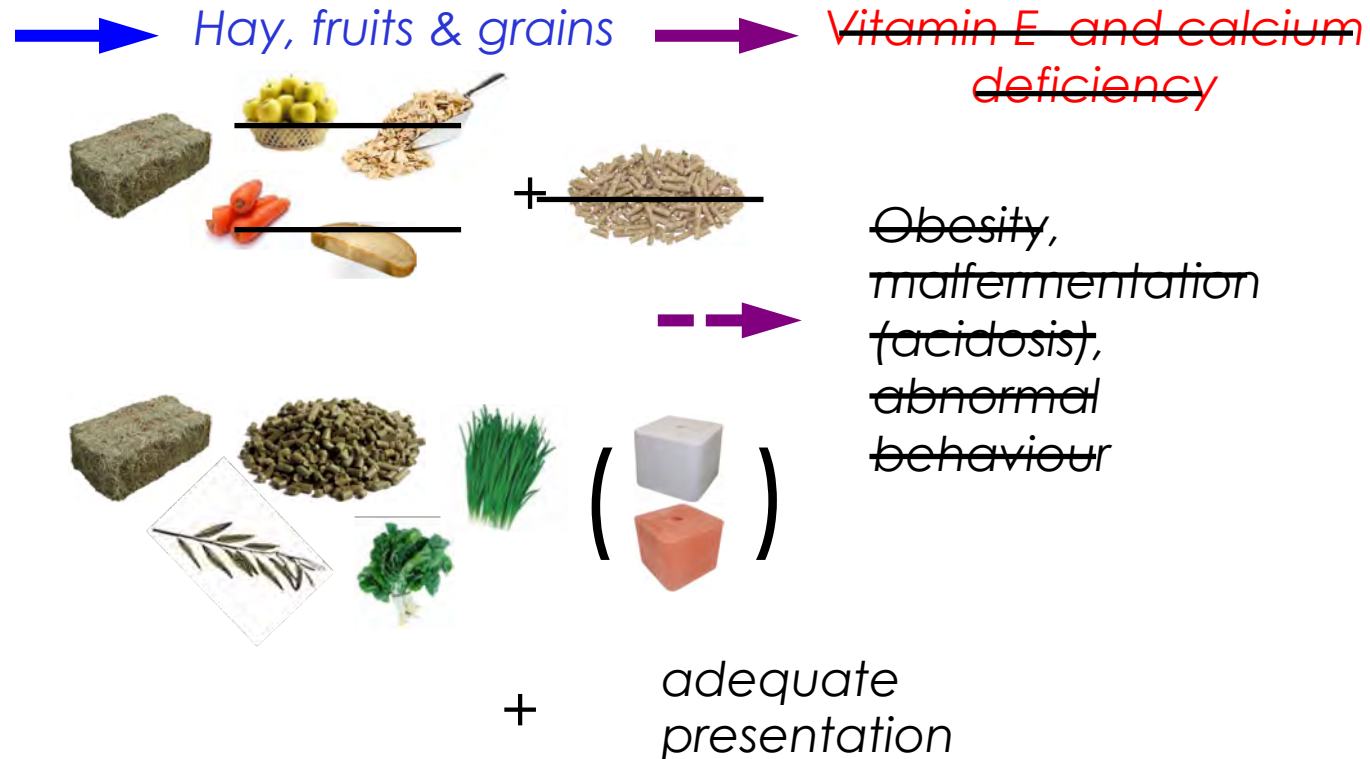 Hay, fruits & grains
Vitamin E- and calcium
deficiency
+
Obesity,
malfermentation
(acidosis),
abnormal
behaviour
( )
+
adequate
presentation